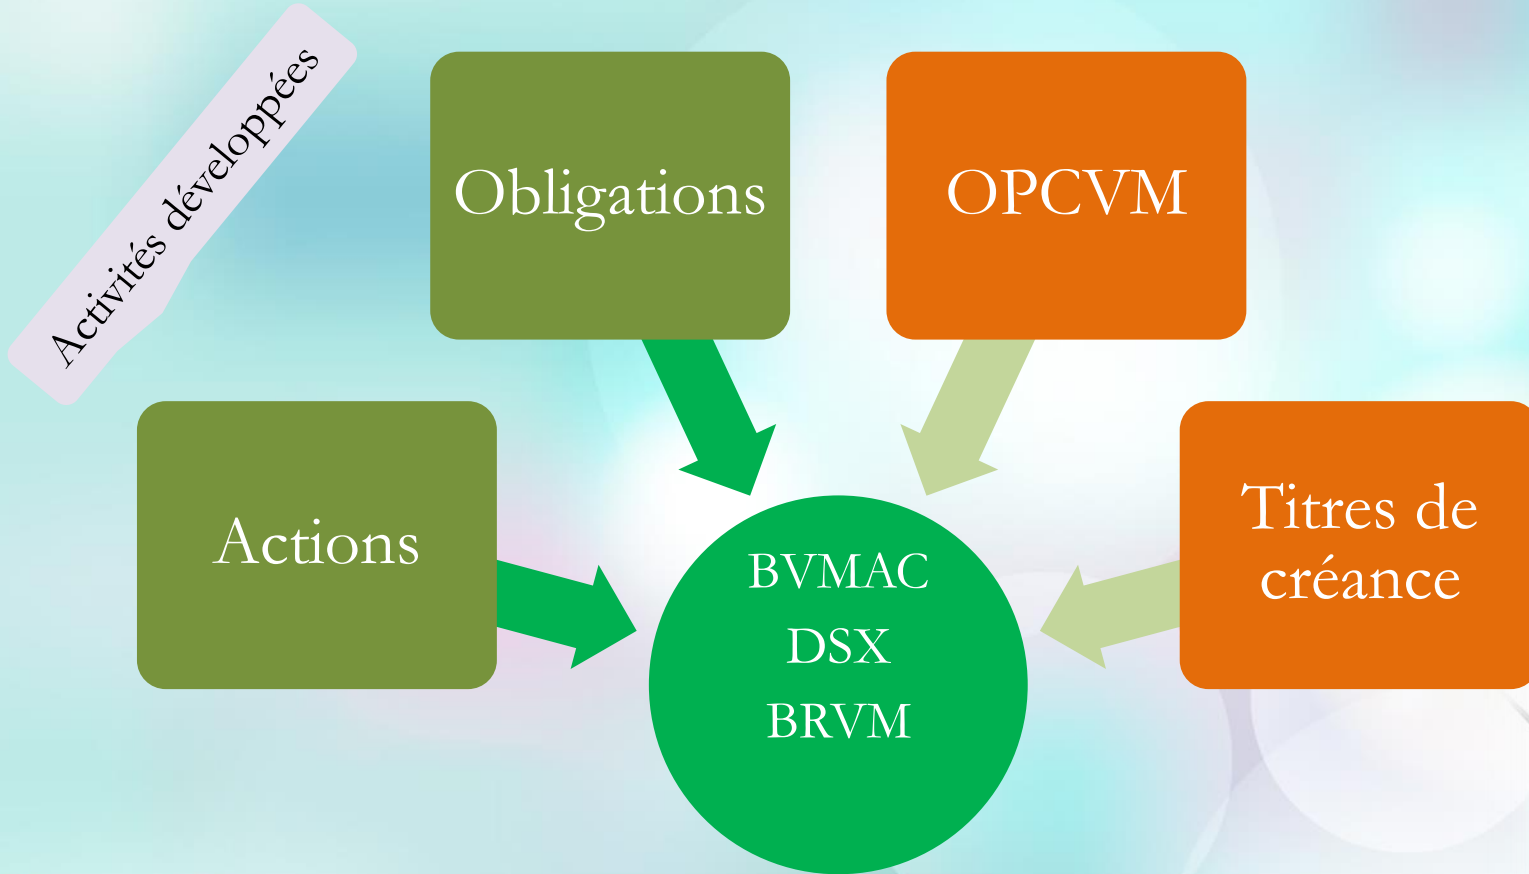 Activités développées
Obligations
OPCVM
Actions
Titres de
créance
BVMAC
DSX
BRVM